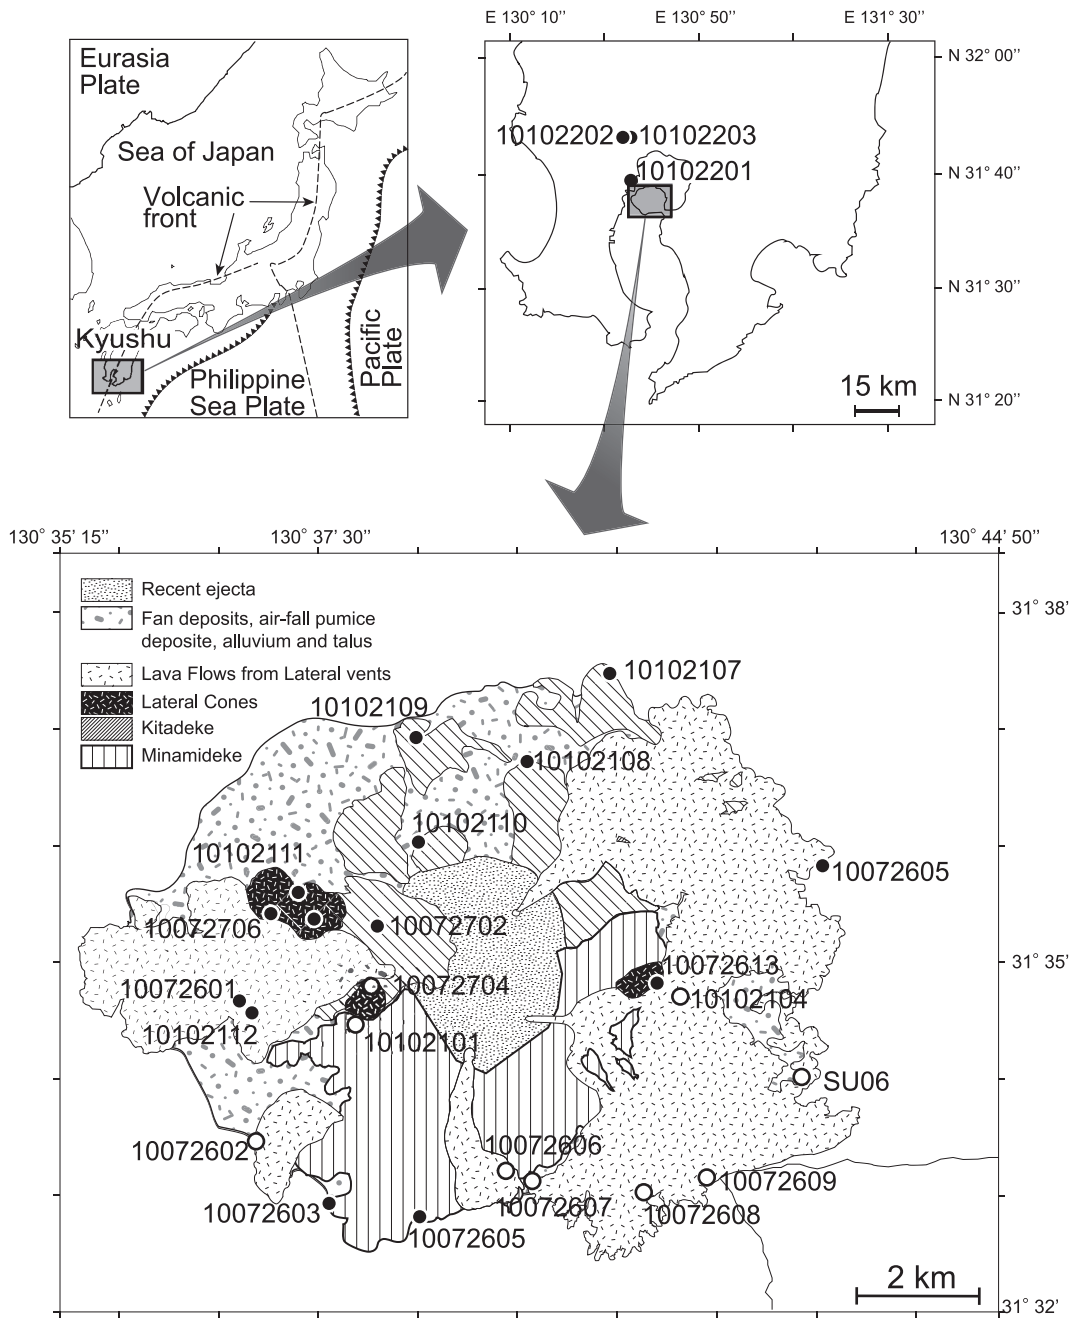 E 130° 10’’
E 130° 50’’
E 131° 30’’
Eurasia
Plate
Sea of Japan
Volcanic
front
Kyushu
Philippine
Sea Plate
Pacific
Plate
N 32° 00’’
10102202
10102203
10102201
N 31° 40’’
N 31° 30’’
15 km
N 31° 20’’
130° 35’ 15’’
130° 37’ 30’’
130° 44’ 50’’
Recent ejecta
Fan deposits, air-fall pumice
deposite, alluvium and talus
Lava Flows from Lateral vents
Lateral Cones
Kitadeke
Minamideke
31° 38’
10102107
10102109
10102108
10102110
10102111
10072605
10072706
10072702
31° 35’
10072613
10072704
10072601
10102104
10102112
10102101
SU06
10072602
10072606
10072609
10072607
10072603
10072608
10072605
2 km
31° 32’